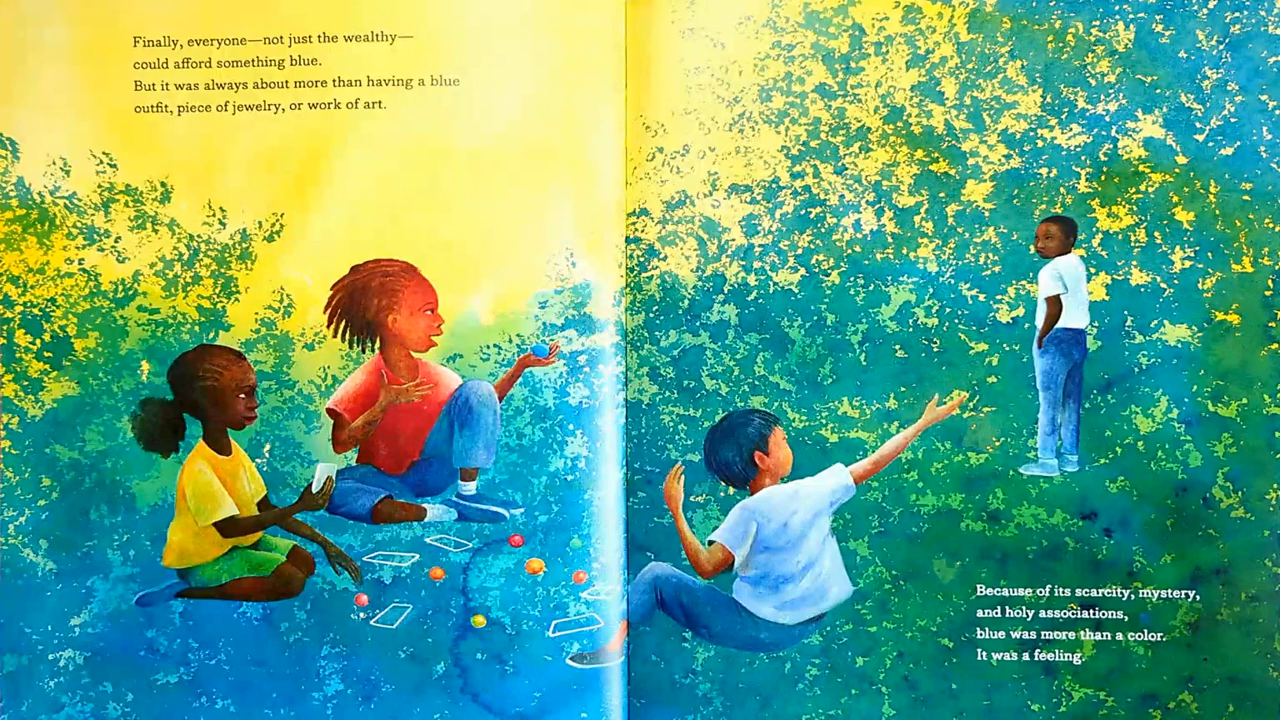 Finally, everyone—not just the wealthy—
could afford something blue.
But it was always about more than having a blue
outfit, piece of jewelry, or work of art.
Because of its scarcity, mystery,
and holy associations,
blue was more than a color.
It was a feeling.